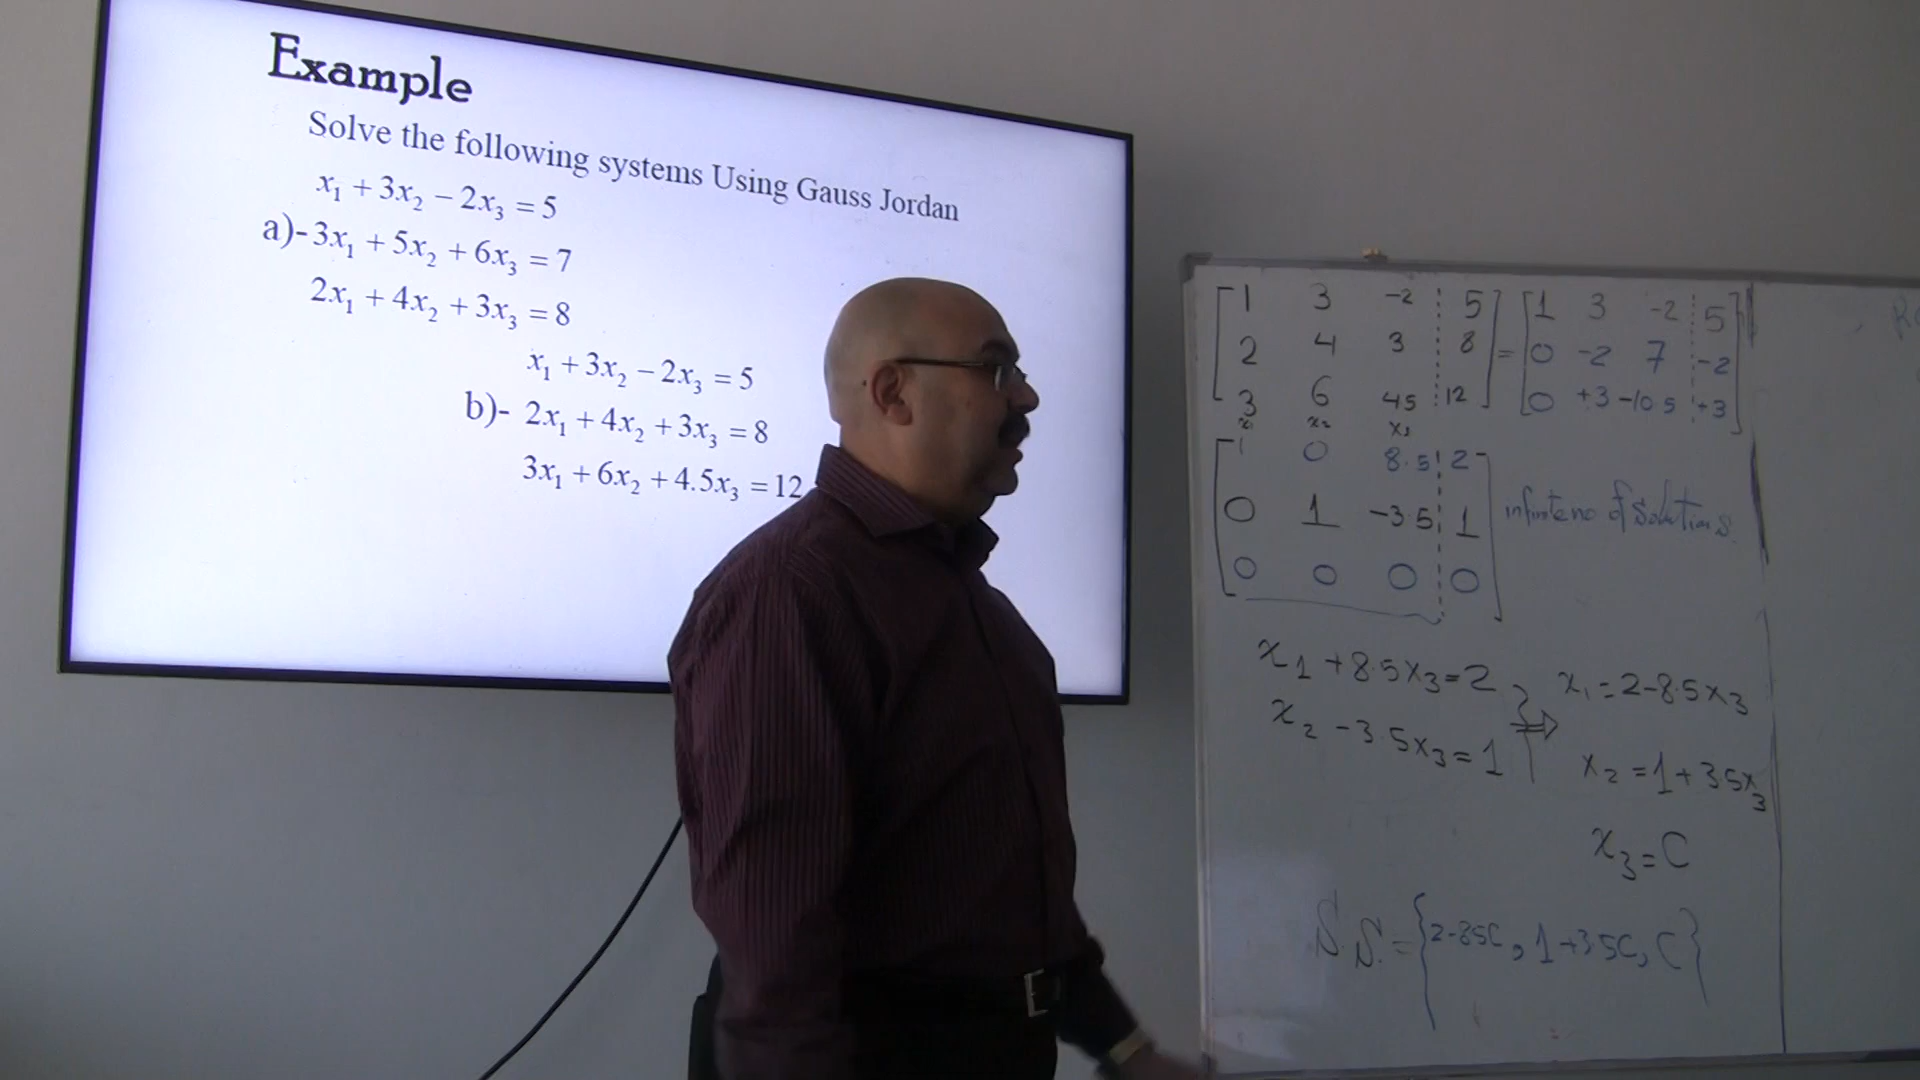 Example
Solve the following systems Using Gauss Jordan
x₁ + 3x₂ − 2x₃ = 5
a)- 3x₁ + 5x₂ + 6x₃ = 7
2x₁ + 4x₂ + 3x₃ = 8
x₁ + 3x₂ − 2x₃ = 5
b)- 2x₁ + 4x₂ + 3x₃ = 8
3x₁ + 6x₂ + 4.5x₃ = 12
1 3 -2 5 = 1 3 -2 5
2 4 3 8 0 -2 7 -2
3 6 45 12 0 +3 -10 5 +3
x₂ x₃
1 0 8.5 2
0 1 -3.5 1 infinite no of solutions
0 0 0 0
x₁ + 8.5x₃ = 2 ⇒ x₁ = 2-8.5x₃
x₂ - 3.5x₃ = 1 x₂ = 1 + 3 5x₃
x₃ = C
S.S. = {2-85C, 1+3.5C, C}